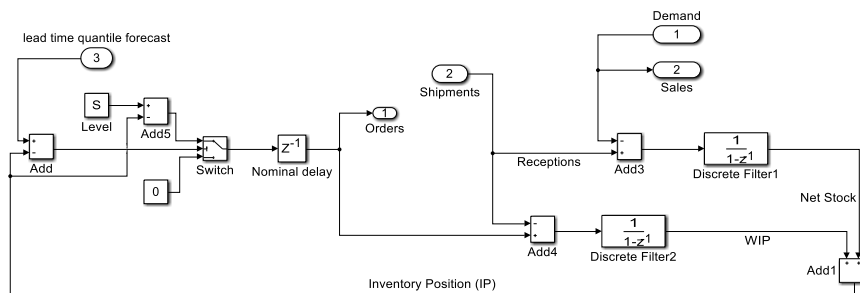 Demand
1
lead time quantile forecast
3
2
Sales
2
Shipments
S
Level
+
-
Add5
1
Orders
+
-
Add
Switch
0
z-1
Nominal delay
Receptions
-
+
Add3
1
1-z1
Discrete Filter1
Net Stock
-
+
Add4
1
1-z1
Discrete Filter2
WIP
+ +
Add1
Inventory Position (IP)